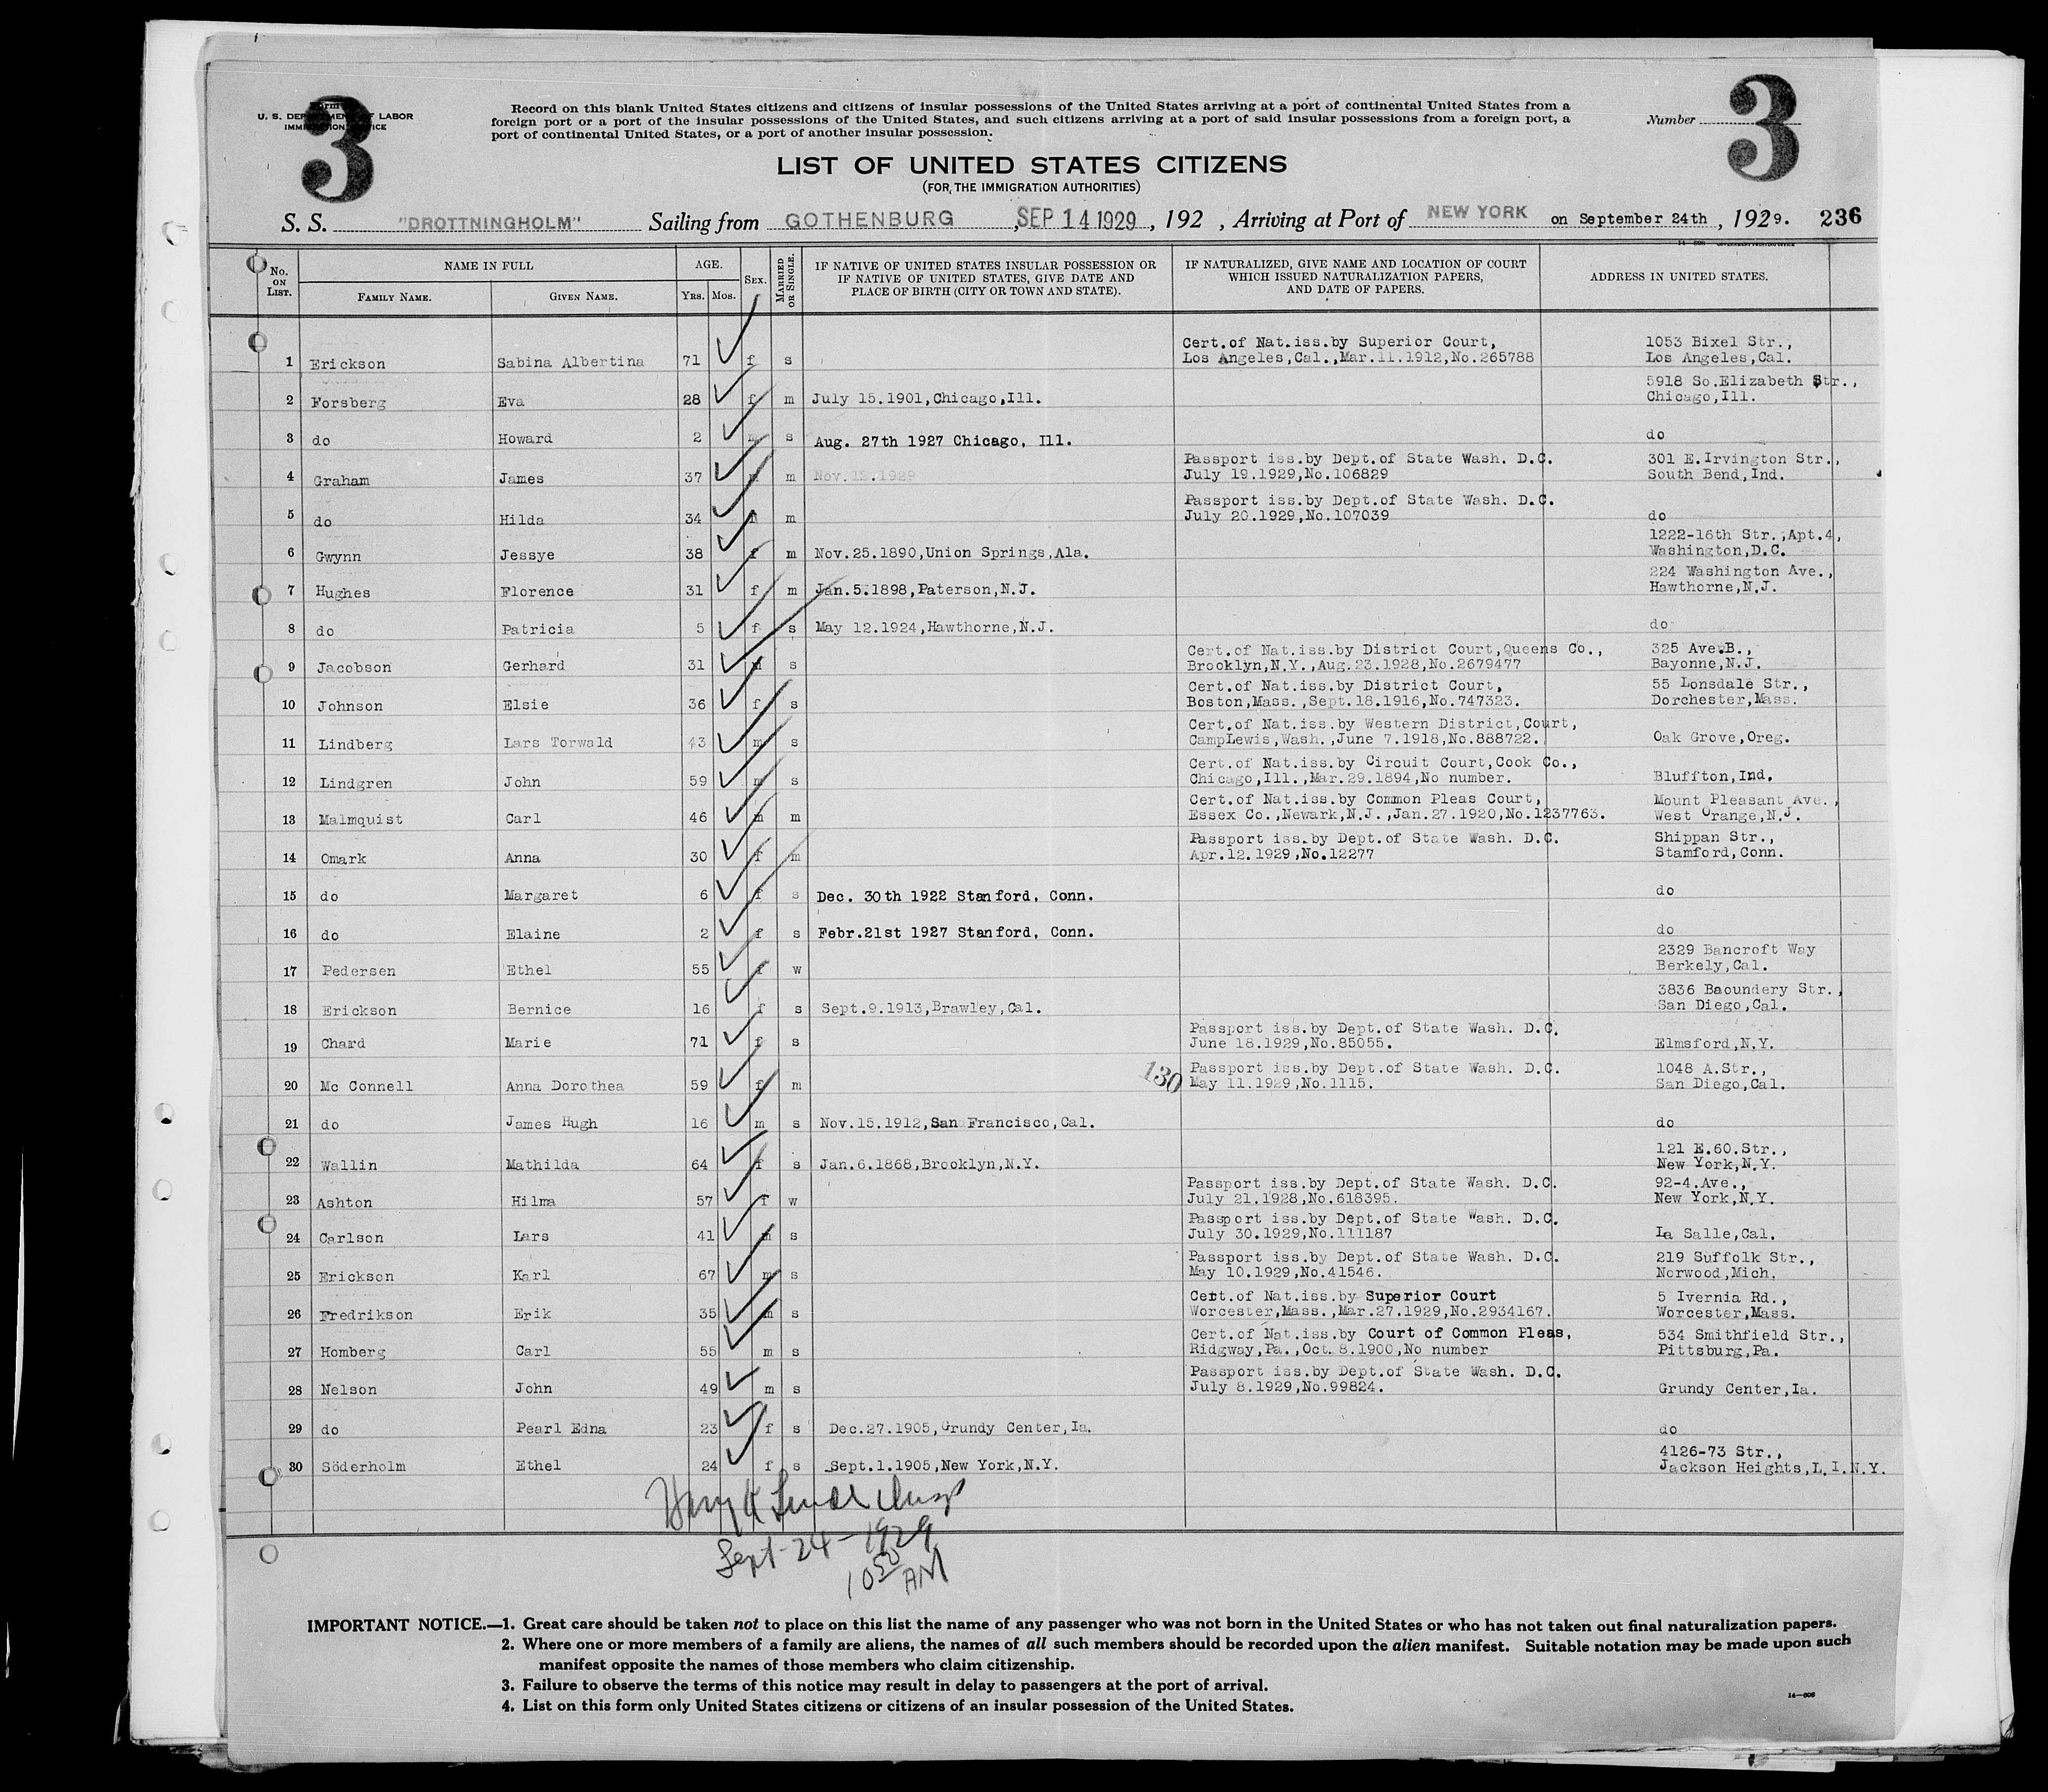 3
3
Form
U. S. DEPARTMENT OF LABOR
IMMIGRATION SERVICE
Record on this blank United States citizens and citizens of insular possessions of the United States arriving at a port of continental United States from a
foreign port or a port of the insular possessions of the United States, and such citizens arriving at a port of said insular possessions from a foreign port, a
port of continental United States, or a port of another insular possession.
Number
LIST OF UNITED STATES CITIZENS
(FOR THE IMMIGRATION AUTHORITIES)
S. S. "DROTTNINGHOLM" Sailing from GOTHENBURG, SEP 14 1929, 192 , Arriving at Port of NEW YORK on September 24th, 1929. 236
No. ON LIST. NAME IN FULL FAMILY NAME. GIVEN NAME. AGE. YRS. MOS. SEX. MARRIED OR SINGLE. IF NATIVE OF UNITED STATES INSULAR POSSESSION OR IF NATIVE OF UNITED STATES, GIVE DATE AND PLACE OF BIRTH (CITY OR TOWN AND STATE). IF NATURALIZED, GIVE NAME AND LOCATION OF COURT WHICH ISSUED NATURALIZATION PAPERS, AND DATE OF PAPERS. ADDRESS IN UNITED STATES.
1 Erickson Sabina Albertina 71 f s Cert.of Nat.iss.by Superior Court, Los Angeles,Cal.,Mar.11.1912,No.265788 1053 Bixel Str., Los Angeles,Cal.
2 Forsberg Eva 28 f m July 15.1901,Chicago,Ill. 5918 So.Elizabeth Str., Chicago,Ill.
3 do Howard 2 m s Aug. 27th 1927 Chicago, Ill. do
4 Graham James 37 m m Nov.12.1929 Passport iss.by Dept.of State Wash. D.C. July 19.1929,No.106829 301 E.Irvington Str., South Bend,Ind.
5 do Hilda 34 m Passport iss.by Dept.of State Wash. D.C. July 20.1929,No.107039 do
6 Gwynn Jessye 38 f m Nov.25.1890,Union Springs,Ala. 1222-16th Str.,Apt.4, Washington,D.C.
7 Hughes Florence 31 f m Jan.5.1898,Paterson,N.J. 224 Washington Ave., Hawthorne,N.J.
8 do Patricia 5 f s May 12.1924,Hawthorne,N.J. do
9 Jacobson Gerhard 31 m s Cert.of Nat.iss.by District Court,Queens Co., Brooklyn,N.Y.,Aug.23.1928,No.2679477 325 Ave.B., Bayonne,N.J.
10 Johnson Elsie 36 f s Cert.of Nat.iss.by District Court, Boston,Mass.,Sept.18.1916,No.747323. 55 Lonsdale Str., Dorchester,Mass.
11 Lindberg Lars Torwald 43 m s Cert.of Nat.iss.by Western District,Court, CampLewis,Wash.,June 7.1918,No.888722. Oak Grove,Oreg.
12 Lindgren John 59 m s Cert.of Nat.iss.by Circuit Court,Cook Co., Chicago,Ill.,Mar.29.1894,No number. Bluffton,Ind.
13 Malmquist Carl 46 m m Cert.of Nat.iss.by Common Pleas Court, Essex Co.,Newark,N.J.,Jan.27.1920,No.1237763. Mount Pleasant Ave., West Orange,N.J.
14 Omark Anna 30 f m Passport iss.by Dept.of State Wash. D.C. Apr.12.1929,No.12277 Shippan Str., Stamford,Conn.
15 do Margaret 6 f s Dec. 30th 1922 Stanford, Conn. do
16 do Elaine 2 f s Febr.21st 1927 Stanford, Conn. do
17 Pedersen Ethel 55 f w 2329 Bancroft Way Berkely,Cal.
18 Erickson Bernice 16 f s Sept.9.1913,Brawley,Cal. 3836 Baoundery Str., San Diego,Cal.
19 Chard Marie 71 f s Passport iss.by Dept.of State Wash. D.C. June 18.1929,No.85055. Elmsford,N.Y.
20 Mc Connell Anna Dorothea 59 f m 130 Passport iss.by Dept.of State Wash. D.C. May 11.1929,No.1115. 1048 A.Str., San Diego,Cal.
21 do James Hugh 16 m s Nov.15.1912,San Francisco,Cal. do
22 Wallin Mathilda 64 f s Jan.6.1868,Brooklyn,N.Y. 121 E.60.Str., New York,N.Y.
23 Ashton Hilma 57 f w Passport iss.by Dept.of State Wash. D.C. July 21.1928,No.618395. 92-4.Ave., New York,N.Y.
24 Carlson Lars 41 m s Passport iss.by Dept.of State Wash. D.C. July 30.1929,No.111187 La Salle,Cal.
25 Erickson Karl 67 m s Passport iss.by Dept.of State Wash. D.C. May 10.1929,No.41546. 219 Suffolk Str., Norwood,Mich.
26 Fredrikson Erik 35 m s Cert.of Nat.iss.by Superior Court Worcester,Mass.,Mar.27.1929,No.2934167. 5 Ivernia Rd., Worcester,Mass.
27 Homberg Carl 55 m s Cert.of Nat.iss.by Court of Common Pleas, Ridgway,Pa.,Oct.8.1900,No number 534 Smithfield Str., Pittsburg,Pa.
28 Nelson John 49 m s Passport iss.by Dept.of State Wash. D.C. July 8.1929,No.99824. Grundy Center,Ia.
29 do Pearl Edna 23 f s Dec.27.1905,Grundy Center,Ia. do
30 Söderholm Ethel 24 f s Sept.1.1905,New York,N.Y. 4126-73 Str., Jackson Heights,L.I.N.Y.
Sept-24-1929
10 50 AM
IMPORTANT NOTICE.—1. Great care should be taken not to place on this list the name of any passenger who was not born in the United States or who has not taken out final naturalization papers.
2. Where one or more members of a family are aliens, the names of all such members should be recorded upon the alien manifest. Suitable notation may be made upon such
manifest opposite the names of those members who claim citizenship.
3. Failure to observe the terms of this notice may result in delay to passengers at the port of arrival.
4. List on this form only United States citizens or citizens of an insular possession of the United States.
14—606